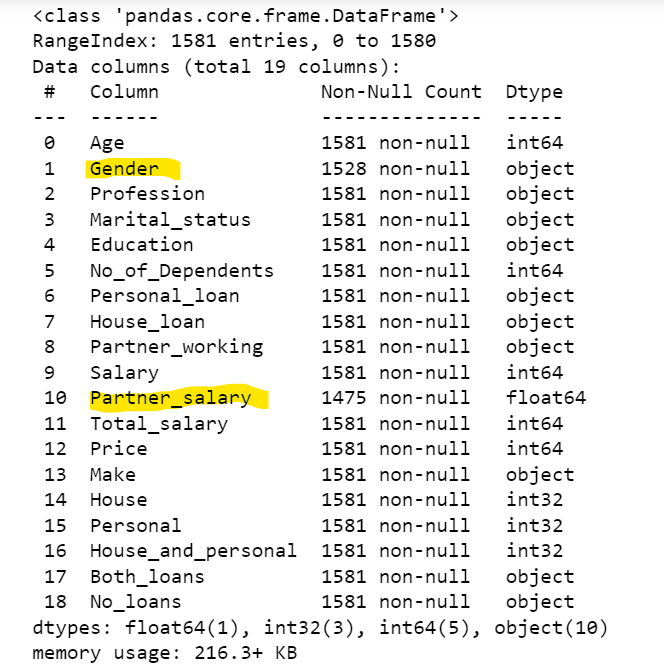 <class 'pandas.core.frame.DataFrame'>
RangeIndex: 1581 entries, 0 to 1580
Data columns (total 19 columns):
 #   Column              Non-Null Count  Dtype
---  ------              --------------  -----
 0   Age                 1581 non-null   int64
 1   Gender              1528 non-null   object
 2   Profession          1581 non-null   object
 3   Marital_status      1581 non-null   object
 4   Education           1581 non-null   object
 5   No_of_Dependents    1581 non-null   int64
 6   Personal_loan       1581 non-null   object
 7   House_loan          1581 non-null   object
 8   Partner_working     1581 non-null   object
 9   Salary              1581 non-null   int64
 10  Partner_salary      1475 non-null   float64
 11  Total_salary        1581 non-null   int64
 12  Price               1581 non-null   int64
 13  Make                1581 non-null   object
 14  House               1581 non-null   int32
 15  Personal            1581 non-null   int32
 16  House_and_personal  1581 non-null   int32
 17  Both_loans          1581 non-null   object
 18  No_loans            1581 non-null   object
dtypes: float64(1), int32(3), int64(5), object(10)
memory usage: 216.3+ KB